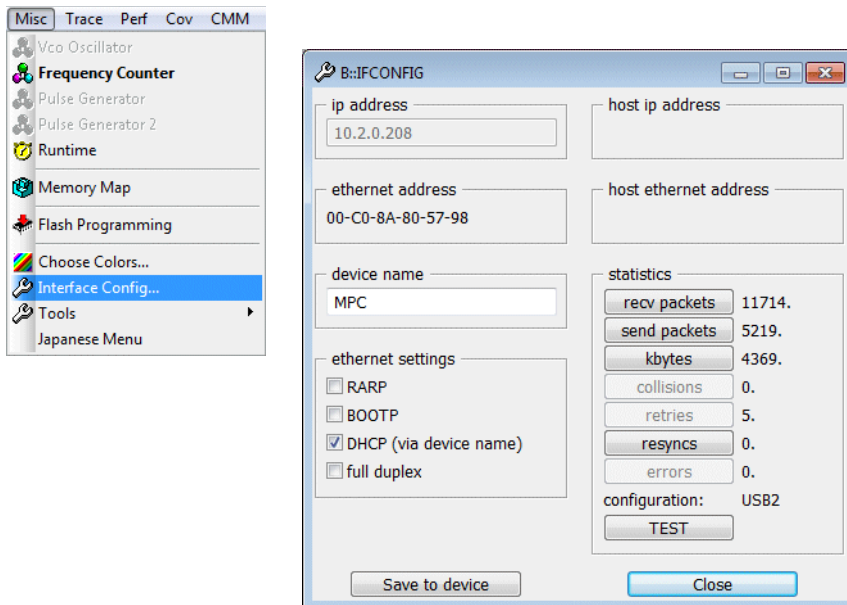 Misc Trace Perf Cov CMM
Vco Oscillator
Frequency Counter
Pulse Generator
Pulse Generator 2
Runtime
Memory Map
Flash Programming
Choose Colors...
Interface Config...
Tools
Japanese Menu
B::IFCONFIG
ip address
10.2.0.208
ethernet address
00-C0-8A-80-57-98
device name
MPC
ethernet settings
RARP
BOOTP
DHCP (via device name)
full duplex
host ip address
host ethernet address
statistics
recv packets 11714.
send packets 5219.
kbytes 4369.
collisions 0.
retries 5.
resyncs 0.
errors 0.
configuration: USB2
TEST
Save to device
Close